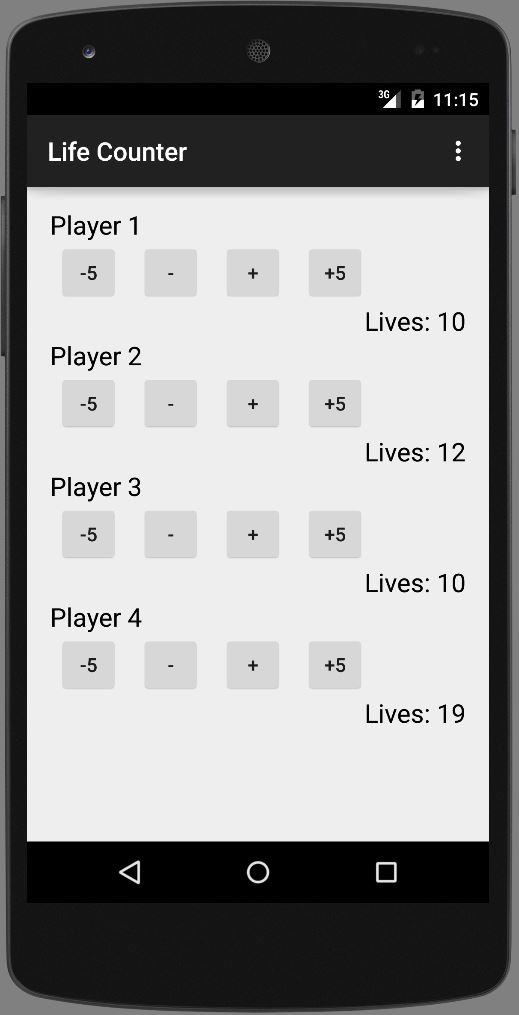 3G 11:15
Life Counter
Player 1
-5 - + +5
Lives: 10
Player 2
-5 - + +5
Lives: 12
Player 3
-5 - + +5
Lives: 10
Player 4
-5 - + +5
Lives: 19